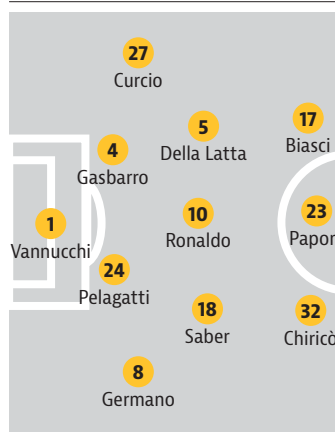 27
Curcio
5
Della Latta
17
Biasci
4
Gasbarro
1
Vannucchi
10
Ronaldo
23
Papon
24
Pelagatti
18
Saber
32
Chiricò
8
Germano